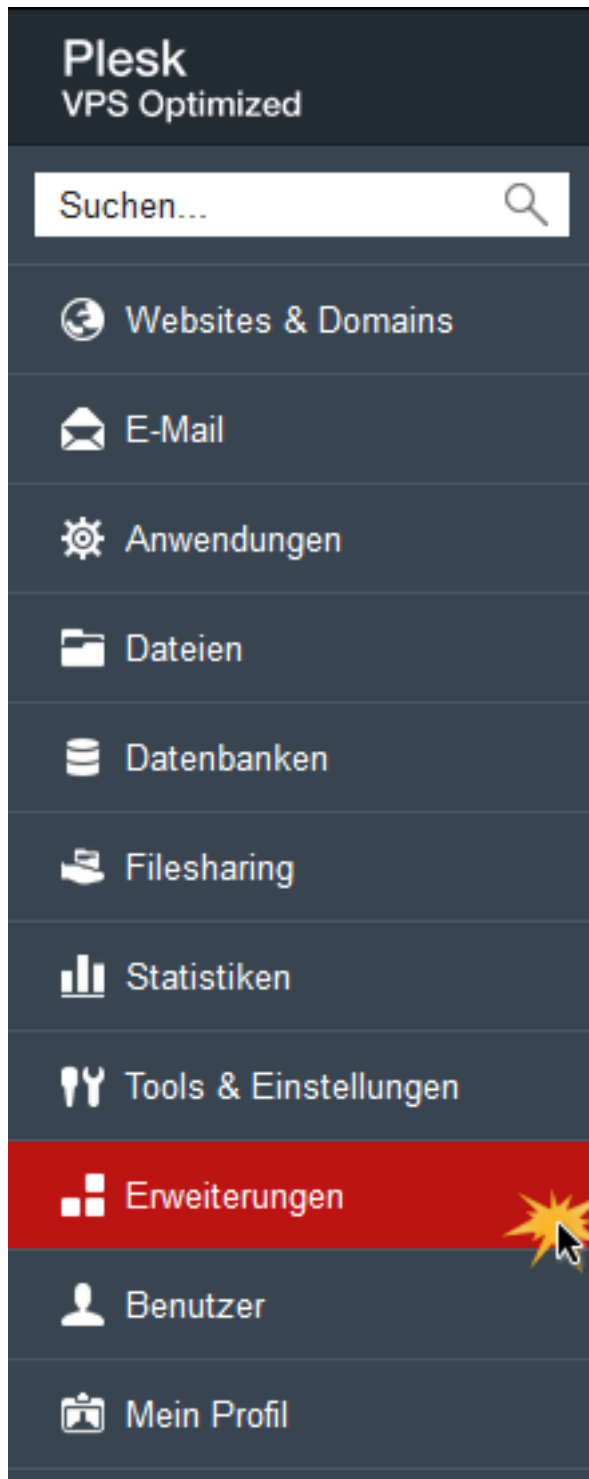 Plesk
VPS Optimized
Suchen...
Websites & Domains
E-Mail
Anwendungen
Dateien
Datenbanken
Filesharing
Statistiken
Tools & Einstellungen
Erweiterungen
Benutzer
Mein Profil